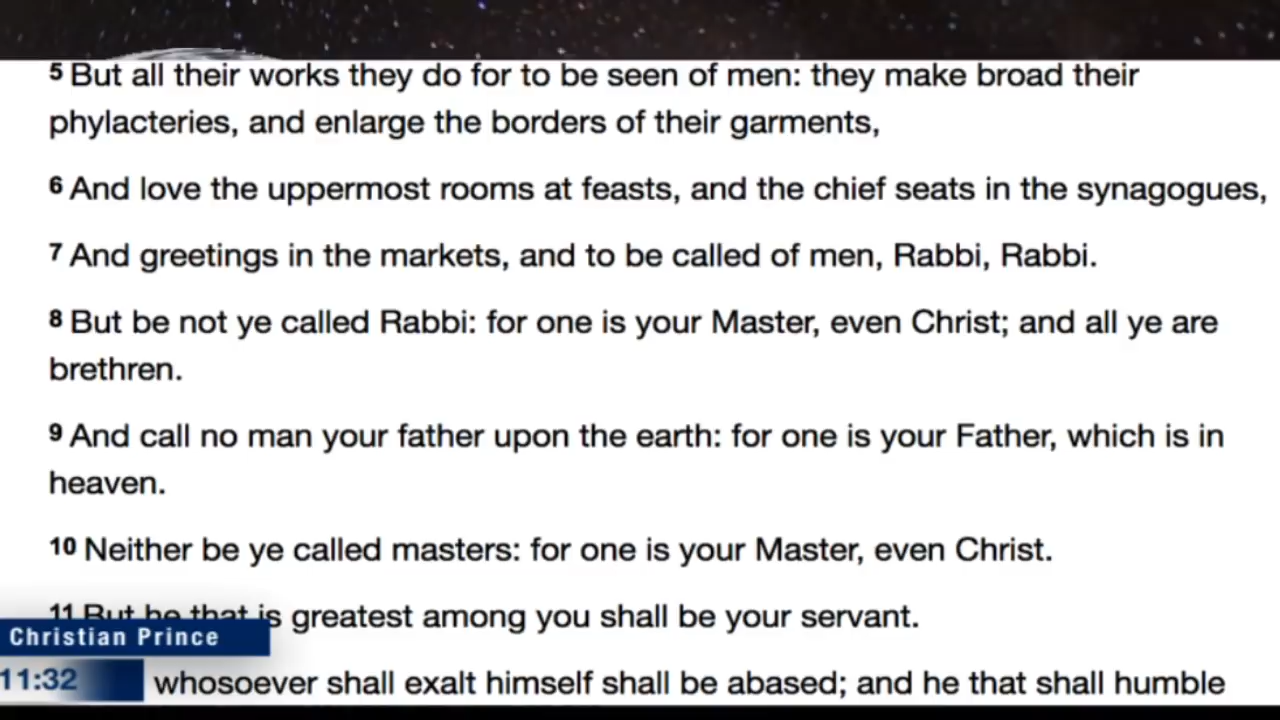 5 But all their works they do for to be seen of men: they make broad their
phylacteries, and enlarge the borders of their garments,
6 And love the uppermost rooms at feasts, and the chief seats in the synagogues,
7 And greetings in the markets, and to be called of men, Rabbi, Rabbi.
8 But be not ye called Rabbi: for one is your Master, even Christ; and all ye are
brethren.
9 And call no man your father upon the earth: for one is your Father, which is in
heaven.
10 Neither be ye called masters: for one is your Master, even Christ.
11 But he that is greatest among you shall be your servant.
Christian Prince
11:32
whosoever shall exalt himself shall be abased; and he that shall humble